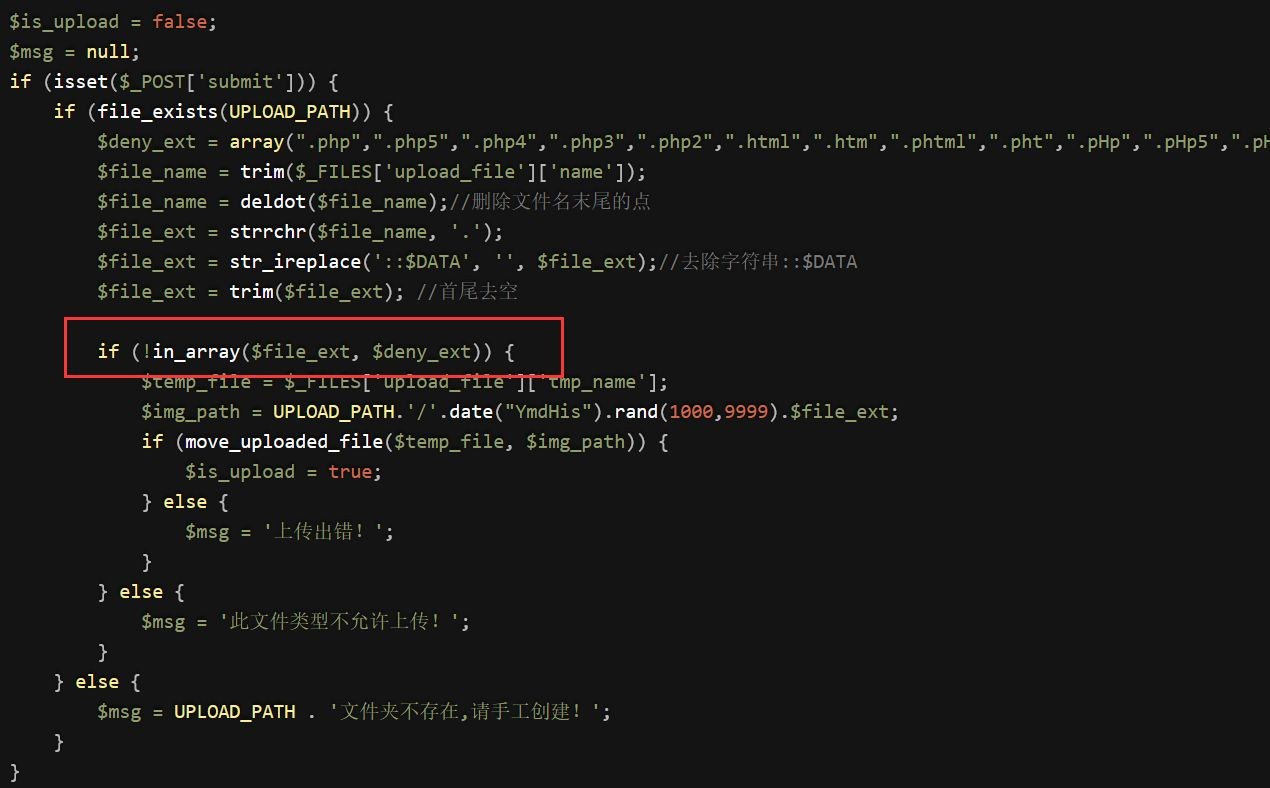 $is_upload = false;
$msg = null;
if (isset($_POST['submit'])) {
    if (file_exists(UPLOAD_PATH)) {
        $deny_ext = array(".php",".php5",".php4",".php3",".php2",".html",".htm",".phtml",".pht",".pHp",".pHp5",".pH
        $file_name = trim($_FILES['upload_file']['name']);
        $file_name = deldot($file_name);//删除文件名末尾的点
        $file_ext = strrchr($file_name, '.');
        $file_ext = str_ireplace('::$DATA', '', $file_ext);//去除字符串::$DATA
        $file_ext = trim($file_ext); //首尾去空
        if (!in_array($file_ext, $deny_ext)) {
            $temp_file = $_FILES['upload_file']['tmp_name'];
            $img_path = UPLOAD_PATH.'/'.date("YmdHis").rand(1000,9999).$file_ext;
            if (move_uploaded_file($temp_file, $img_path)) {
                $is_upload = true;
            } else {
                $msg = '上传出错！';
            }
        } else {
            $msg = '此文件类型不允许上传！';
        }
    } else {
        $msg = UPLOAD_PATH . '文件夹不存在,请手工创建！';
    }
}